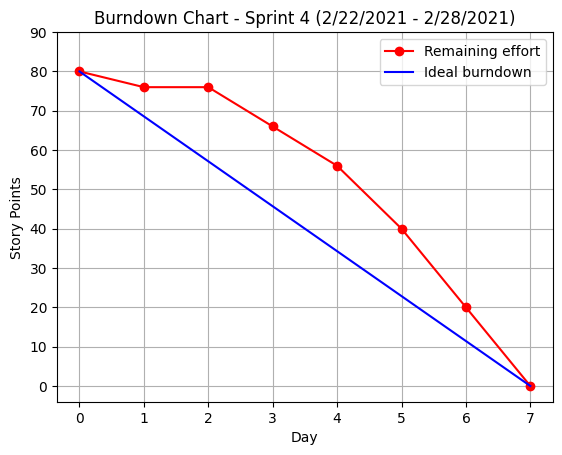 Burndown Chart - Sprint 4 (2/22/2021 - 2/28/2021)
Remaining effort
Ideal burndown
Story Points
90
80
70
60
50
40
30
20
10
0
0 1 2 3 4 5 6 7
Day